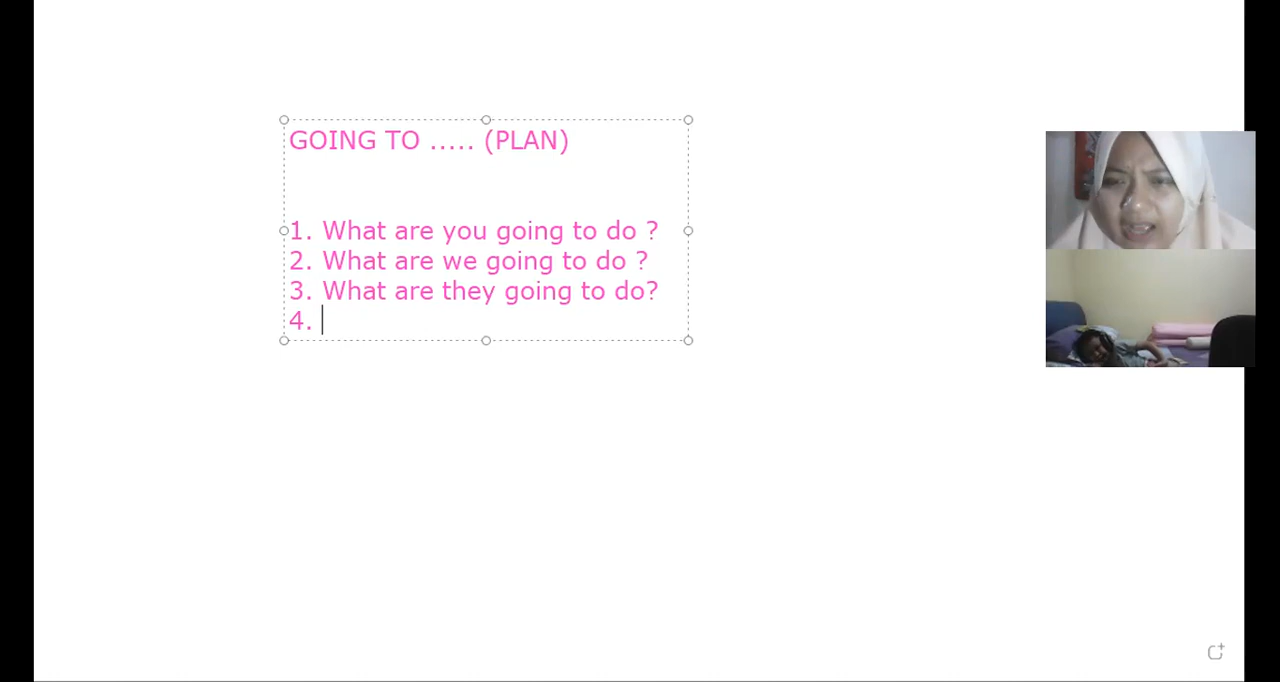 GOING TO ..... (PLAN)
1. What are you going to do ?
2. What are we going to do ?
3. What are they going to do?
4.